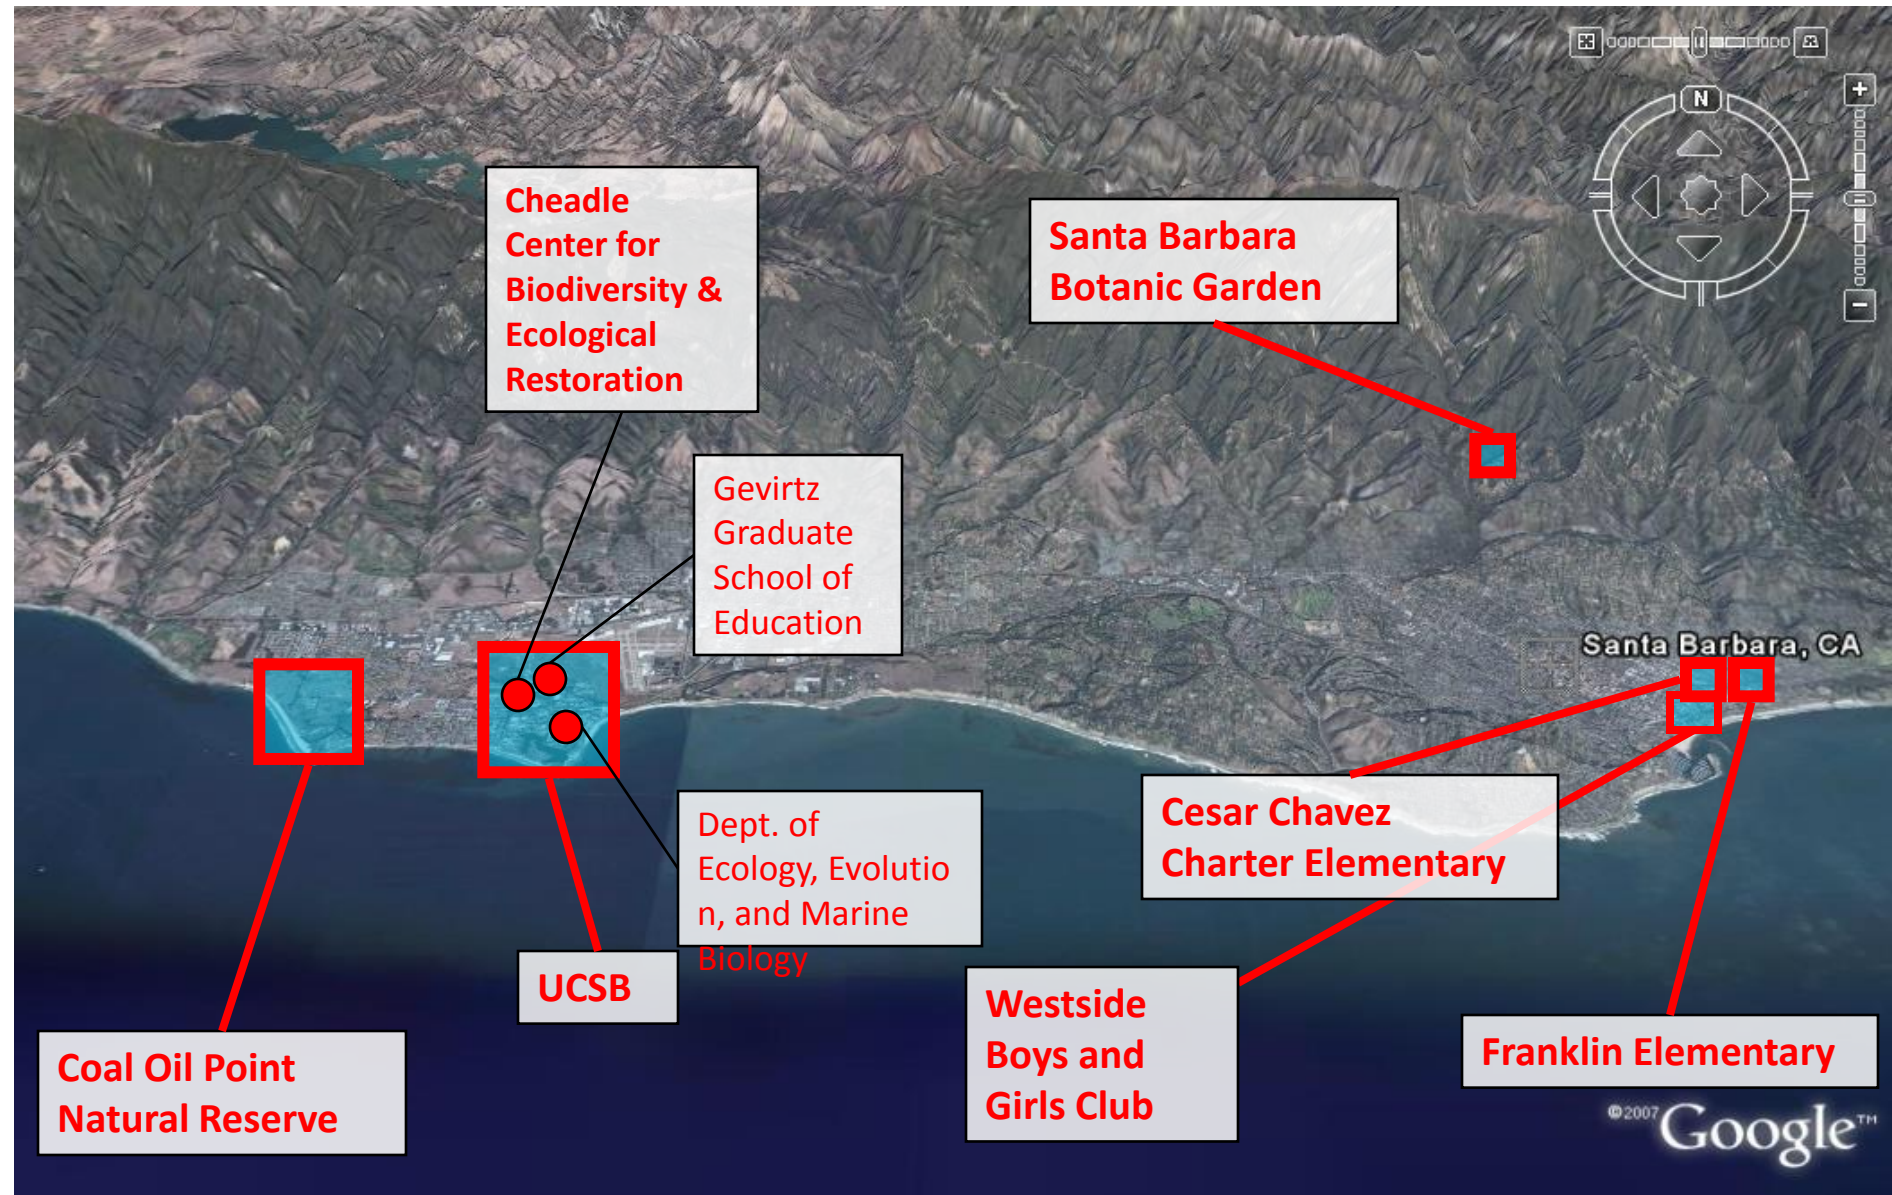 N
Cheadle
Center for
Biodiversity &
Ecological
Restoration
Santa Barbara
Botanic Garden
Gevirtz
Graduate
School of
Education
Santa Barbara, CA
Dept. of
Ecology, Evolutio
n, and Marine
Biology
Cesar Chavez
Charter Elementary
UCSB
Westside
Boys and
Girls Club
Franklin Elementary
Coal Oil Point
Natural Reserve
©2007 Google™